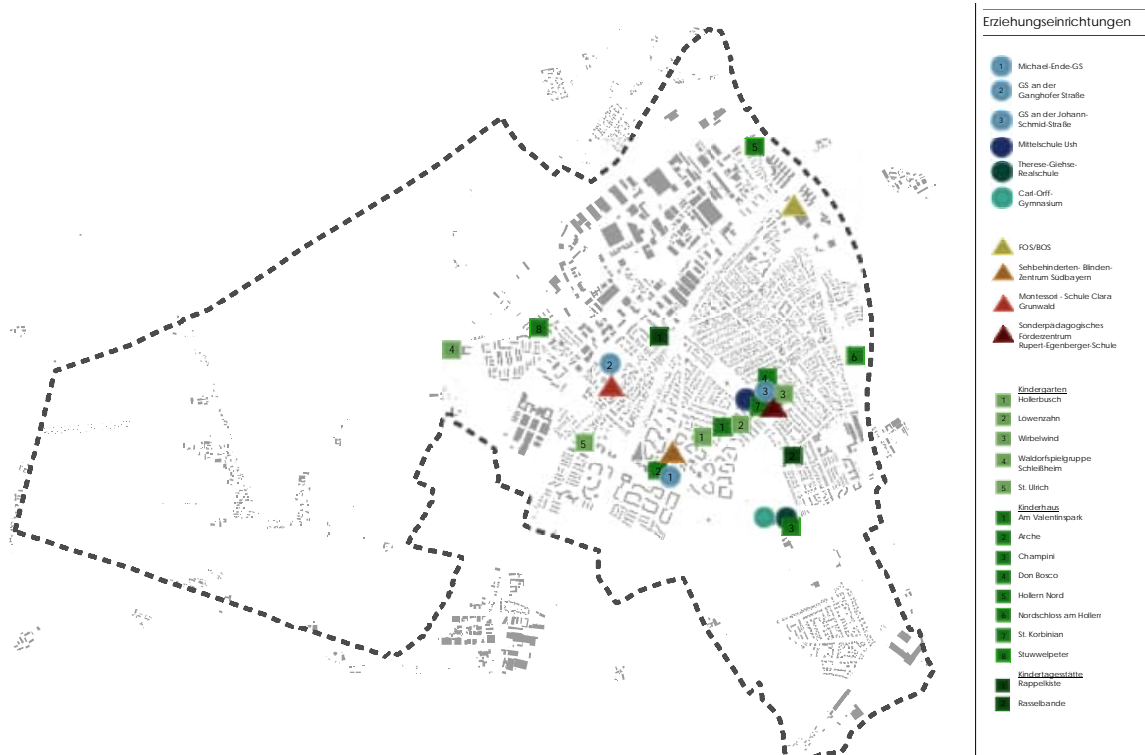 Erziehungseinrichtungen
1 Michael-Ende-GS
2 GS an der
Ganghofer Straße
3 GS an der Johann-
Schmid-Straße
Mittelschule Ush
Therese-Giehse-
Realschule
Carl-Orff-
Gymnasium
FOS/BOS
Sehbehinderten- Blinden-
Zentrum Südbayern
Montessori - Schule Clara
Grunwald
Sonderpädagogisches
Förderzentrum
Rupert-Egenberger-Schule
Kindergarten
1 Hollerbusch
2 Löwenzahn
3 Wirbelwind
4 Waldorfspielgruppe
Schleißheim
5 St. Ulrich
Kinderhaus
1 Am Valentinspark
2 Arche
3 Champini
4 Don Bosco
5 Hollern Nord
6 Nordschloss am Hollern
7 St. Korbinian
8 Stuwwelpeter
Kindertagesstätte
1 Rappelkiste
2 Rasselbande
5
8
1
4
2
6
4
3
3
7
1
2
1
5
2
2
1
3